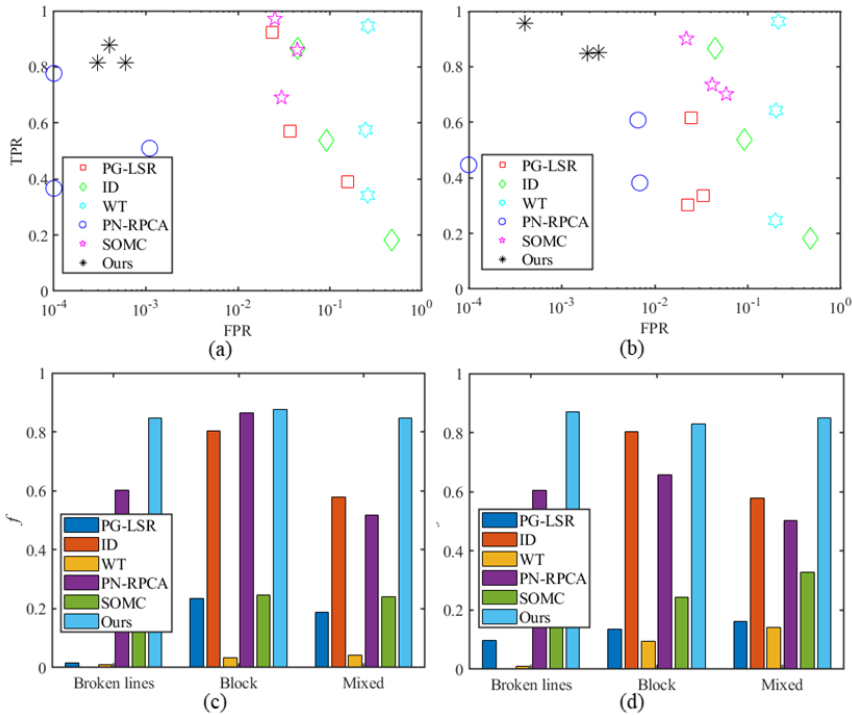 1
0.8
0.6
0.4
0.2
0
TPR
PG-LSR
ID
WT
PN-RPCA
SOMC
Ours
10^-4
10^-3
10^-2
10^-1
10^0
FPR
(a)
1
0.8
0.6
0.4
0.2
0
PG-LSR
ID
WT
PN-RPCA
SOMC
Ours
10^-4
10^-3
10^-2
10^-1
10^0
FPR
(b)
1
0.8
0.6
0.4
0.2
0
f
PG-LSR
ID
WT
PN-RPCA
SOMC
Ours
Broken lines
Block
Mixed
(c)
1
0.8
0.6
0.4
0.2
0
PG-LSR
ID
WT
PN-RPCA
SOMC
Ours
Broken lines
Block
Mixed
(d)